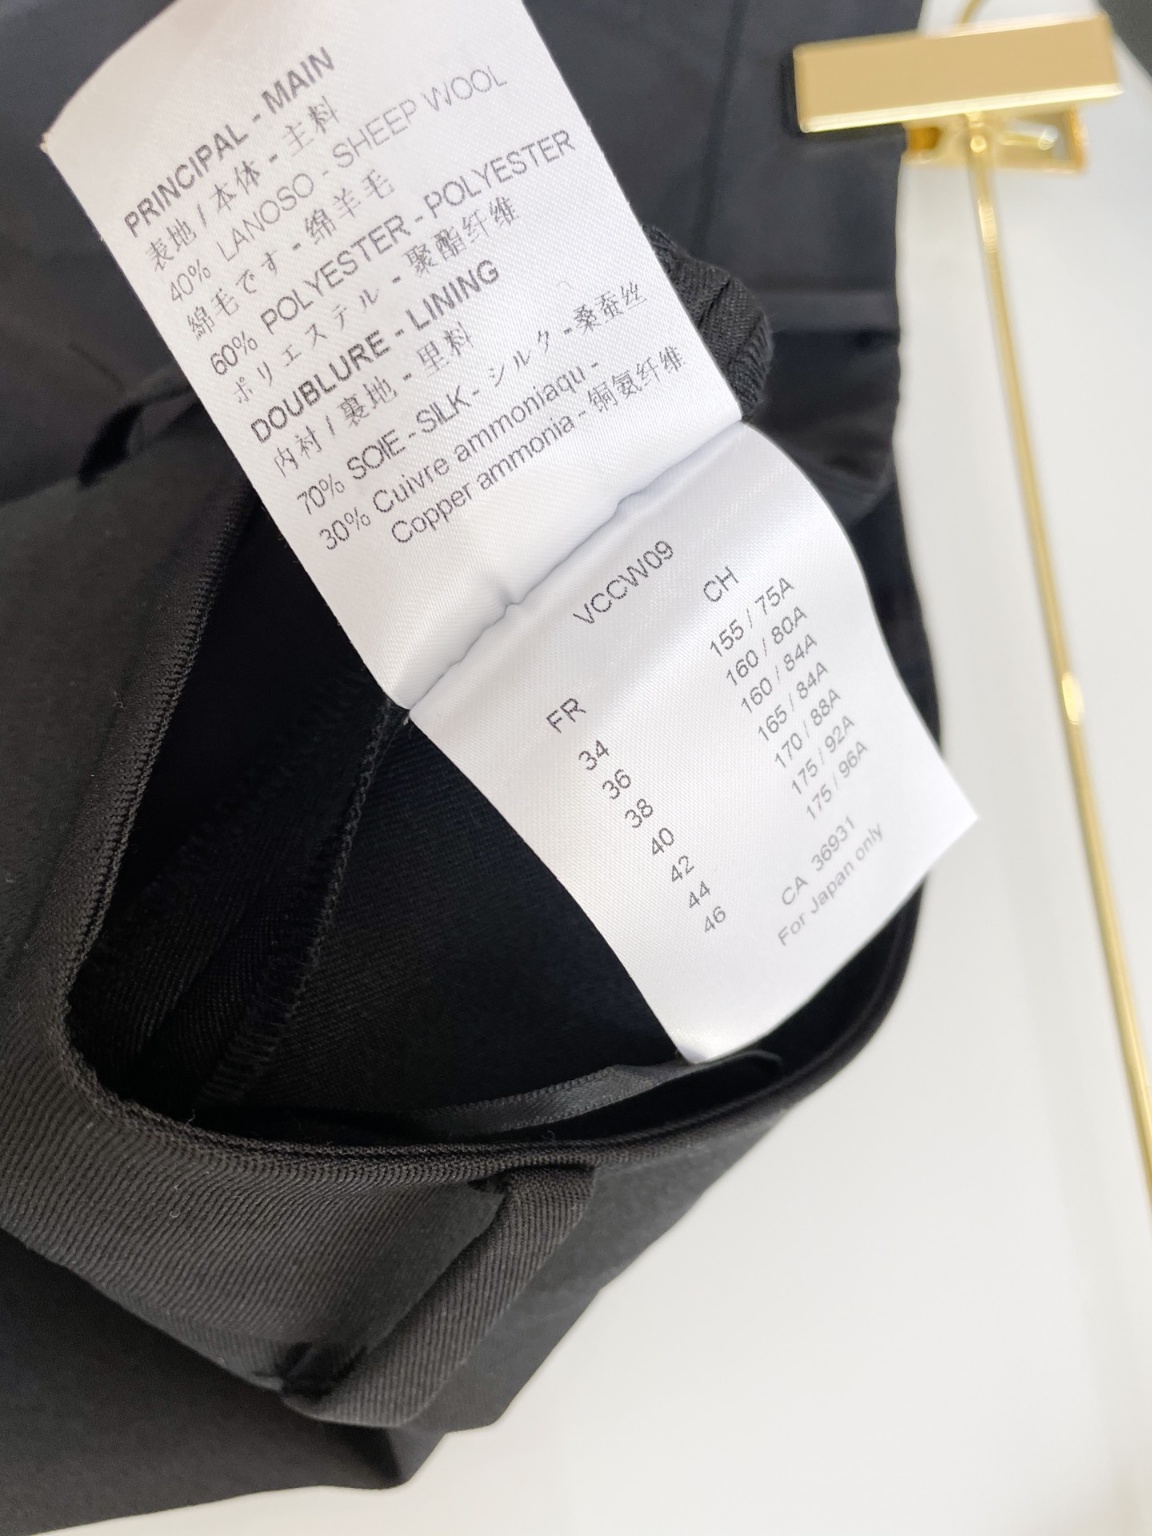 PRINCIPAL - MAIN
表地 / 本体 - 主料
40% LANOSO - SHEEP WOOL
綿毛です - 绵羊毛
60% POLYESTER - POLYESTER
ポリエステル - 聚酯纤维
DOUBLURE - LINING
内衬 / 裏地 - 里料
70% SOIE - SILK - シルク - 桑蚕丝
30% Cuivre ammoniaqu -
Copper ammonia - 铜氨纤维
VCCW09
FR CH
34 155 / 75A
36 160 / 80A
38 160 / 84A
40 165 / 84A
42 170 / 88A
44 175 / 92A
46 175 / 96A
CA 36931
For Japan only